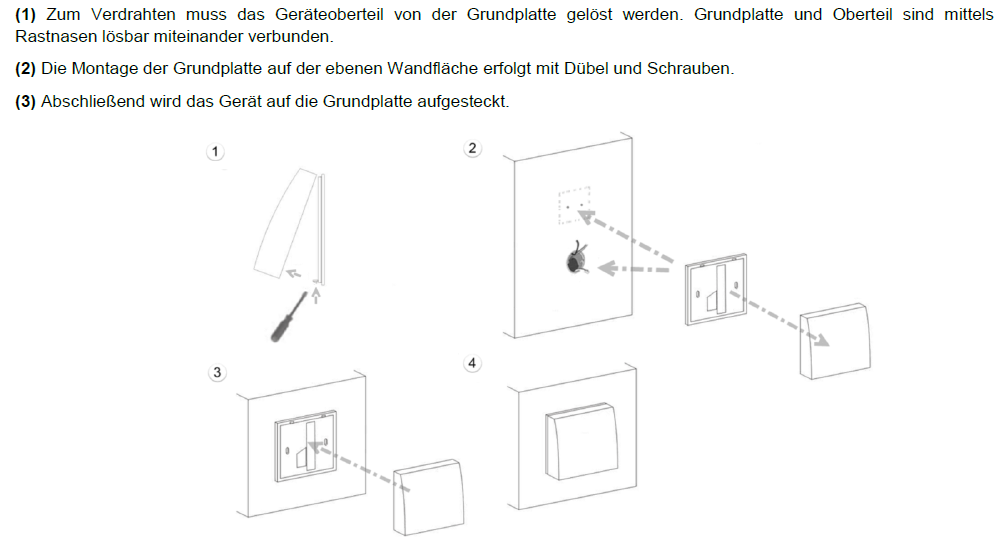 (1) Zum Verdrahten muss das Geräteoberteil von der Grundplatte gelöst werden. Grundplatte und Oberteil sind mittels
Rastnasen lösbar miteinander verbunden.
(2) Die Montage der Grundplatte auf der ebenen Wandfläche erfolgt mit Dübel und Schrauben.
(3) Abschließend wird das Gerät auf die Grundplatte aufgesteckt.
1
2
3
4